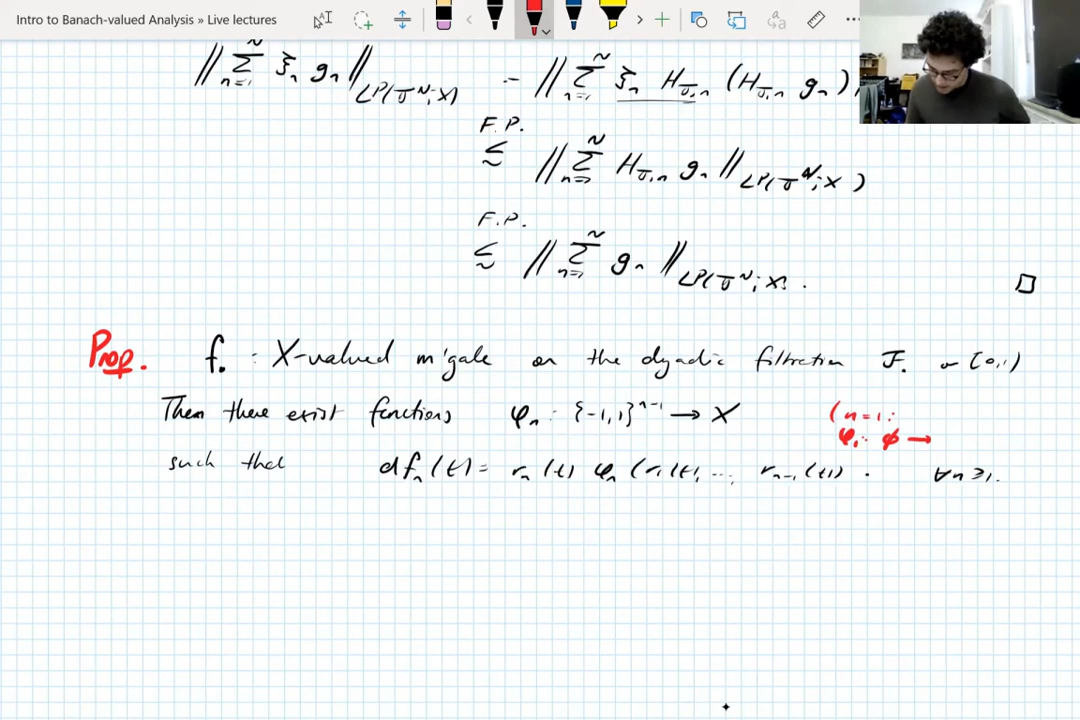 Intro to Banach-valued Analysis » Live lectures
‖ Σ_{n=1}^N ξ_n g_n ‖_{L^p(𝕋^N; X)} = ‖ Σ_{n=1}^N ξ_n H_{𝕋,n} (H_{𝕋,n} g_n)
F.P.
≲ ‖ Σ_{n=1}^N H_{𝕋,n} g_n ‖_{L^p(𝕋^N; X)}
F.P.
≲ ‖ Σ_{n=1}^N g_n ‖_{L^p(𝕋^N; X)} . □
Prop. f. : X-valued m'gale on the dyadic filtration F. on [0,1)
Then there exist functions φ_n : {-1,1}^{n-1} → X (n=1:
φ_1: ϕ →
such that df_n(t) = r_n(t) φ_n (r_1(t), ..., r_{n-1}(t)) . ∀n≥1.